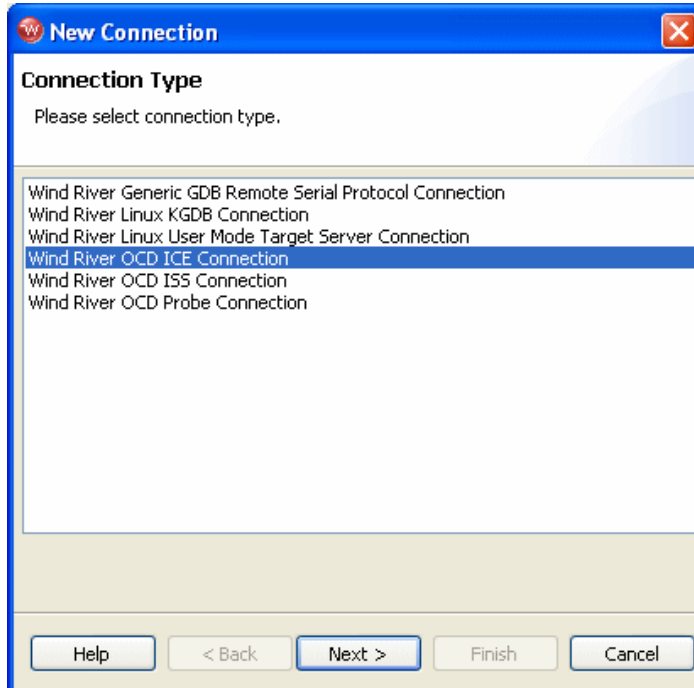 New Connection
Connection Type
Please select connection type.
Wind River Generic GDB Remote Serial Protocol Connection
Wind River Linux KGDB Connection
Wind River Linux User Mode Target Server Connection
Wind River OCD ICE Connection
Wind River OCD ISS Connection
Wind River OCD Probe Connection
Help < Back Next > Finish Cancel